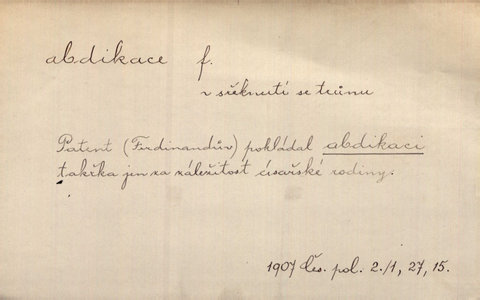 abdikace f.
v zřeknutí se trůnu
Patent (Ferdinandův) pokládal abdikaci
takřka jen za záležitost císařské rodiny.
1907 Čes. pol. 2./1, 27, 15.